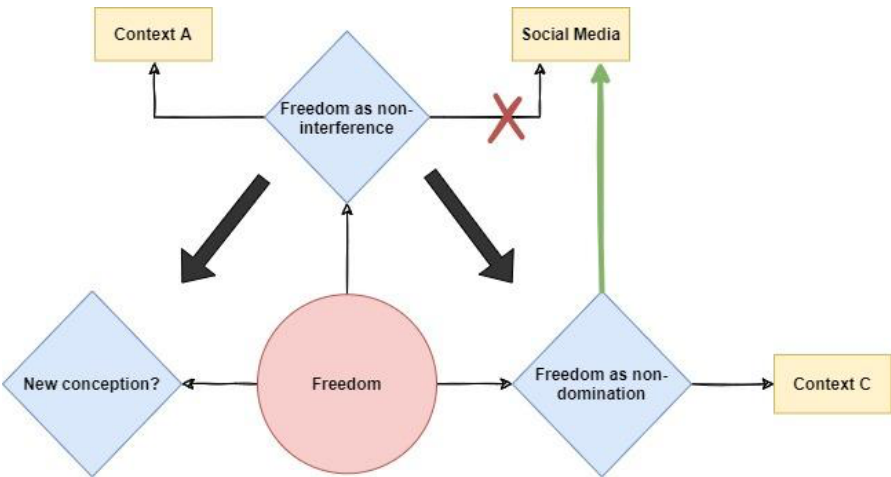 Context A
Social Media
Freedom as non-
interference
New conception?
Freedom
Freedom as non-
domination
Context C